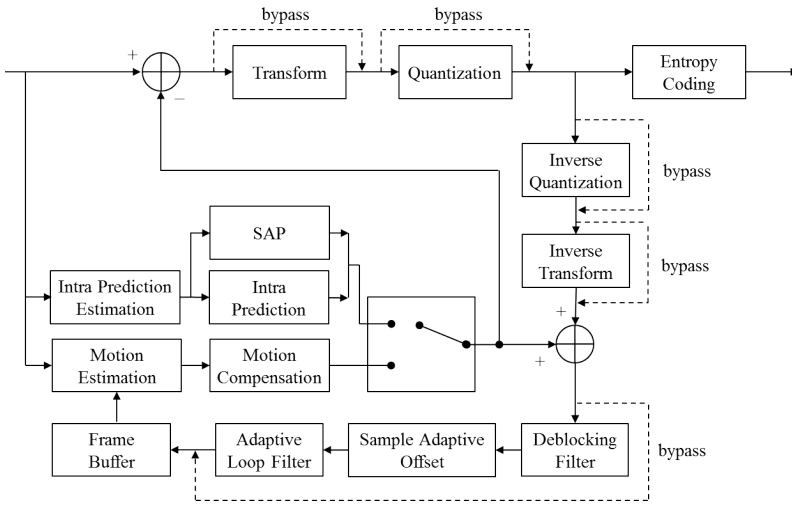 bypass
bypass
+
Transform
Quantization
Entropy
Coding
−
Inverse
Quantization
bypass
SAP
Inverse
Transform
bypass
Intra Prediction
Estimation
Intra
Prediction
+
+
Motion
Estimation
Motion
Compensation
Frame
Buffer
Adaptive
Loop Filter
Sample Adaptive
Offset
Deblocking
Filter
bypass